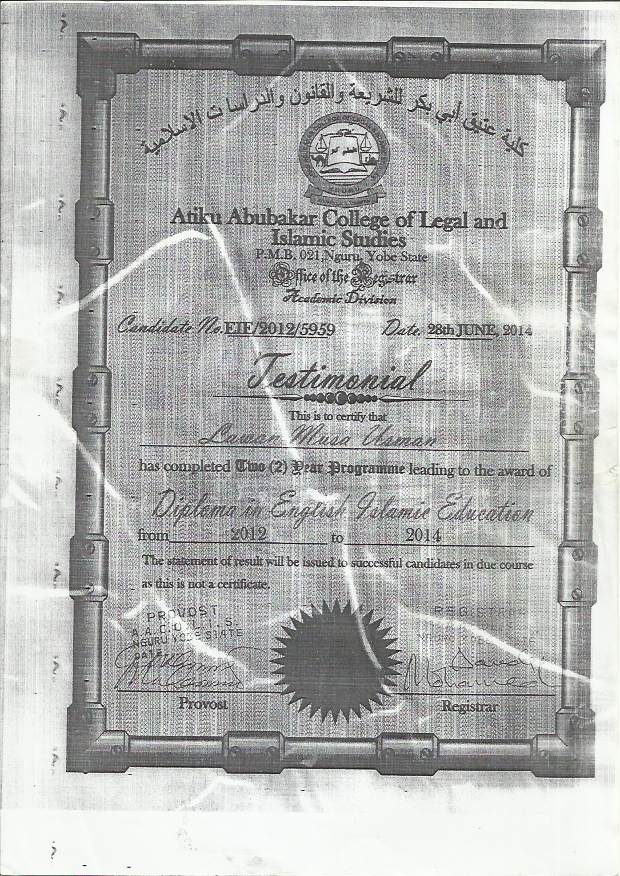 كلية عتيق أبي بكر للشريعة والقانون والدراسات الاسلامية
Atiku Abubakar College of Legal and
Islamic Studies
P.M.B. 021,Nguru, Yobe State
Office of the Registrar
Academic Division
Candidate No. EIE/2012/5959 Date. 28th JUNE, 2014
Testimonial
This is to certify that
Lawan Musa Usman
has completed Two (2) Year Programme leading to the award of
Diploma in English Islamic Education
from 2012 to 2014
The statement of result will be issued to successful candidates in due course
as this is not a certificate.
PROVOST
NGURU YOBE STATE
DATE
REGISTRAR
Provost
Registrar